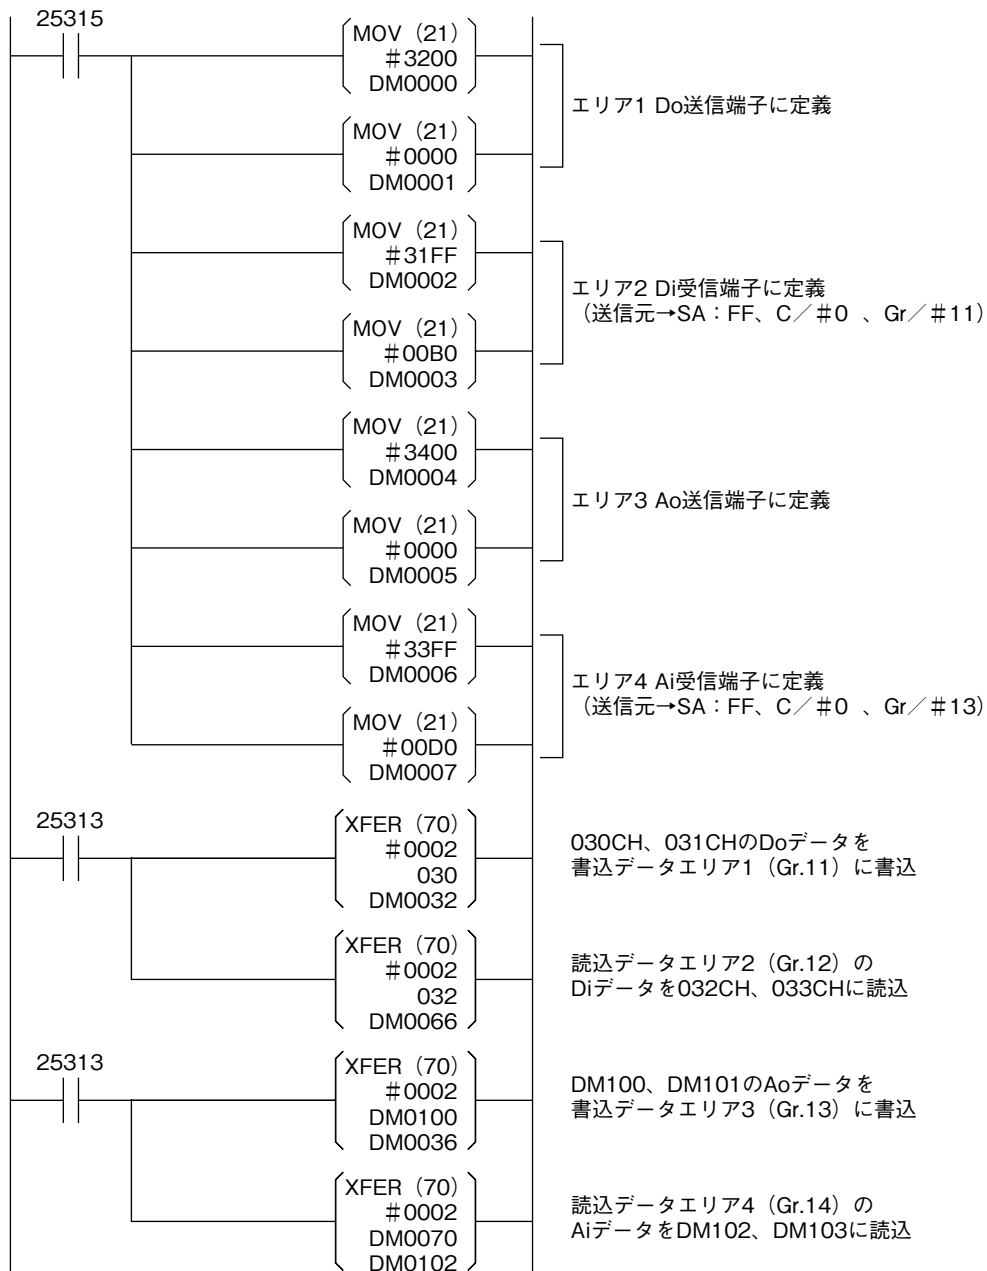 25315
MOV（21）
＃3200
DM0000
エリア1 Do送信端子に定義
MOV（21）
＃0000
DM0001
MOV（21）
＃31FF
DM0002
エリア2 Di受信端子に定義
（送信元→SA：FF、C／＃0 、Gr／＃11）
MOV（21）
＃00B0
DM0003
MOV（21）
＃3400
DM0004
エリア3 Ao送信端子に定義
MOV（21）
＃0000
DM0005
MOV（21）
＃33FF
DM0006
エリア4 Ai受信端子に定義
（送信元→SA：FF、C／＃0 、Gr／＃13）
MOV（21）
＃00D0
DM0007
25313
XFER（70）
＃0002
030
DM0032
030CH、031CHのDoデータを
書込データエリア1（Gr.11）に書込
XFER（70）
＃0002
032
DM0066
読込データエリア2（Gr.12）の
Diデータを032CH、033CHに読込
25313
XFER（70）
＃0002
DM0100
DM0036
DM100、DM101のAoデータを
書込データエリア3（Gr.13）に書込
XFER（70）
＃0002
DM0070
DM0102
読込データエリア4（Gr.14）の
AiデータをDM102、DM103に読込